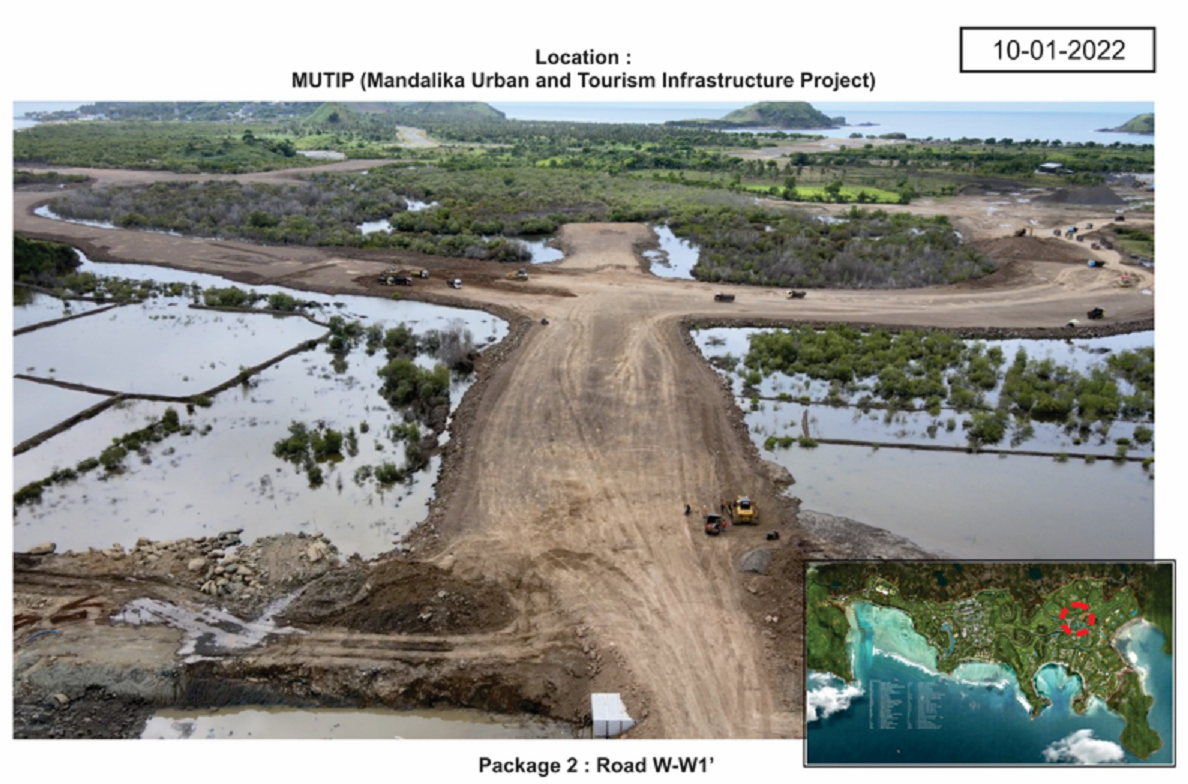 10-01-2022
Location :
MUTIP (Mandalika Urban and Tourism Infrastructure Project)
Package 2 : Road W-W1’